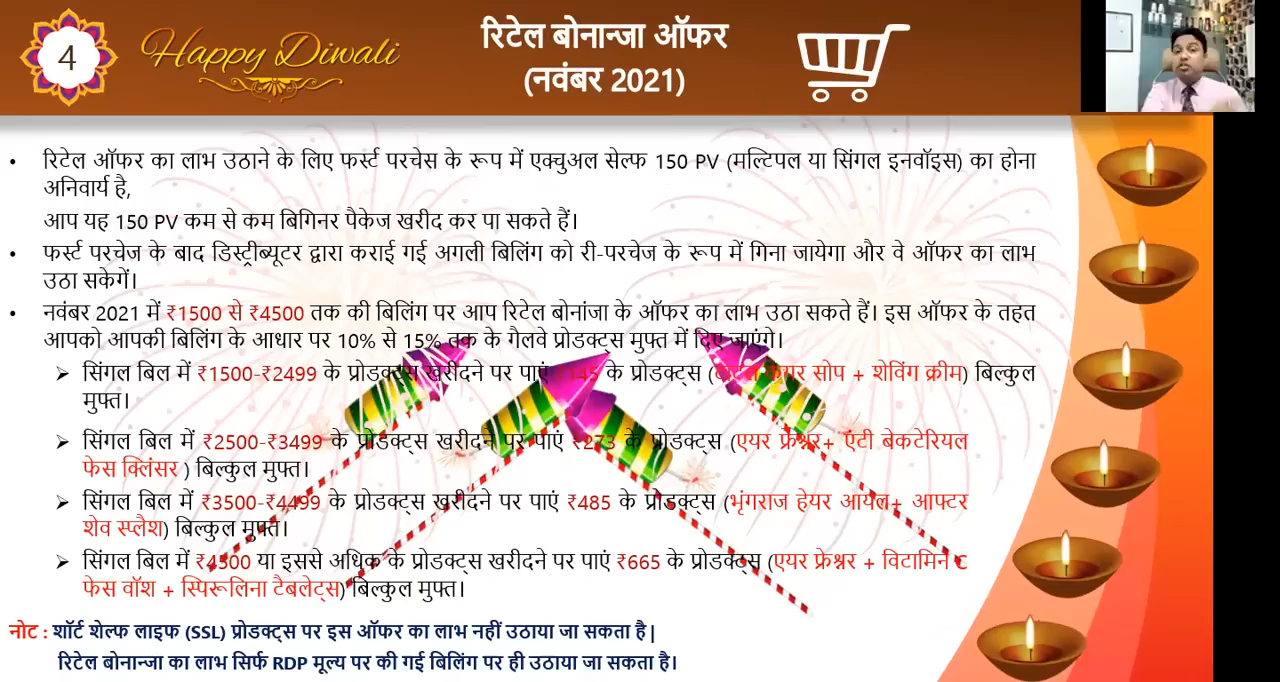 4
Happy Diwali
रिटेल बोनान्जा ऑफर
(नवंबर 2021)
• रिटेल ऑफर का लाभ उठाने के लिए फर्स्ट परचेस के रूप में एक्चुअल सेल्फ 150 PV (मल्टिपल या सिंगल इनवॉइस) का होना
अनिवार्य है,
आप यह 150 PV कम से कम बिगिनर पैकेज खरीद कर पा सकते हैं।
• फर्स्ट परचेज के बाद डिस्ट्रीब्यूटर द्वारा कराई गई अगली बिलिंग को री-परचेज के रूप में गिना जायेगा और वे ऑफर का लाभ
उठा सकेगें।
• नवंबर 2021 में ₹1500 से ₹4500 तक की बिलिंग पर आप रिटेल बोनांजा के ऑफर का लाभ उठा सकते हैं। इस ऑफर के तहत
आपको आपकी बिलिंग के आधार पर 10% से 15% तक के गैलवे प्रोडक्ट्स मुफ्त में दिए जाएंगे।
➢ सिंगल बिल में ₹1500-₹2499 के प्रोडक्ट्स खरीदने पर पाएं ₹145 के प्रोडक्ट्स ( सोप + शेविंग क्रीम) बिल्कुल
मुफ्त।
➢ सिंगल बिल में ₹2500-₹3499 के प्रोडक्ट्स खरीदने पर पाएं ₹273 के प्रोडक्ट्स (एयर फ्रेश्नर+ एंटी बेकटेरियल
फेस क्लिंसर ) बिल्कुल मुफ्त।
➢ सिंगल बिल में ₹3500-₹4499 के प्रोडक्ट्स खरीदने पर पाएं ₹485 के प्रोडक्ट्स (भृंगराज हेयर आयल+ आफ्टर
शेव स्प्लैश) बिल्कुल मुफ्त।
➢ सिंगल बिल में ₹4500 या इससे अधिक के प्रोडक्ट्स खरीदने पर पाएं ₹665 के प्रोडक्ट्स (एयर फ्रेश्नर + विटामिन C
फेस वॉश + स्पिरूलिना टैबलेट्स) बिल्कुल मुफ्त।
नोट : शॉर्ट शेल्फ लाइफ (SSL) प्रोडक्ट्स पर इस ऑफर का लाभ नहीं उठाया जा सकता है|
रिटेल बोनान्जा का लाभ सिर्फ RDP मूल्य पर की गई बिलिंग पर ही उठाया जा सकता है।